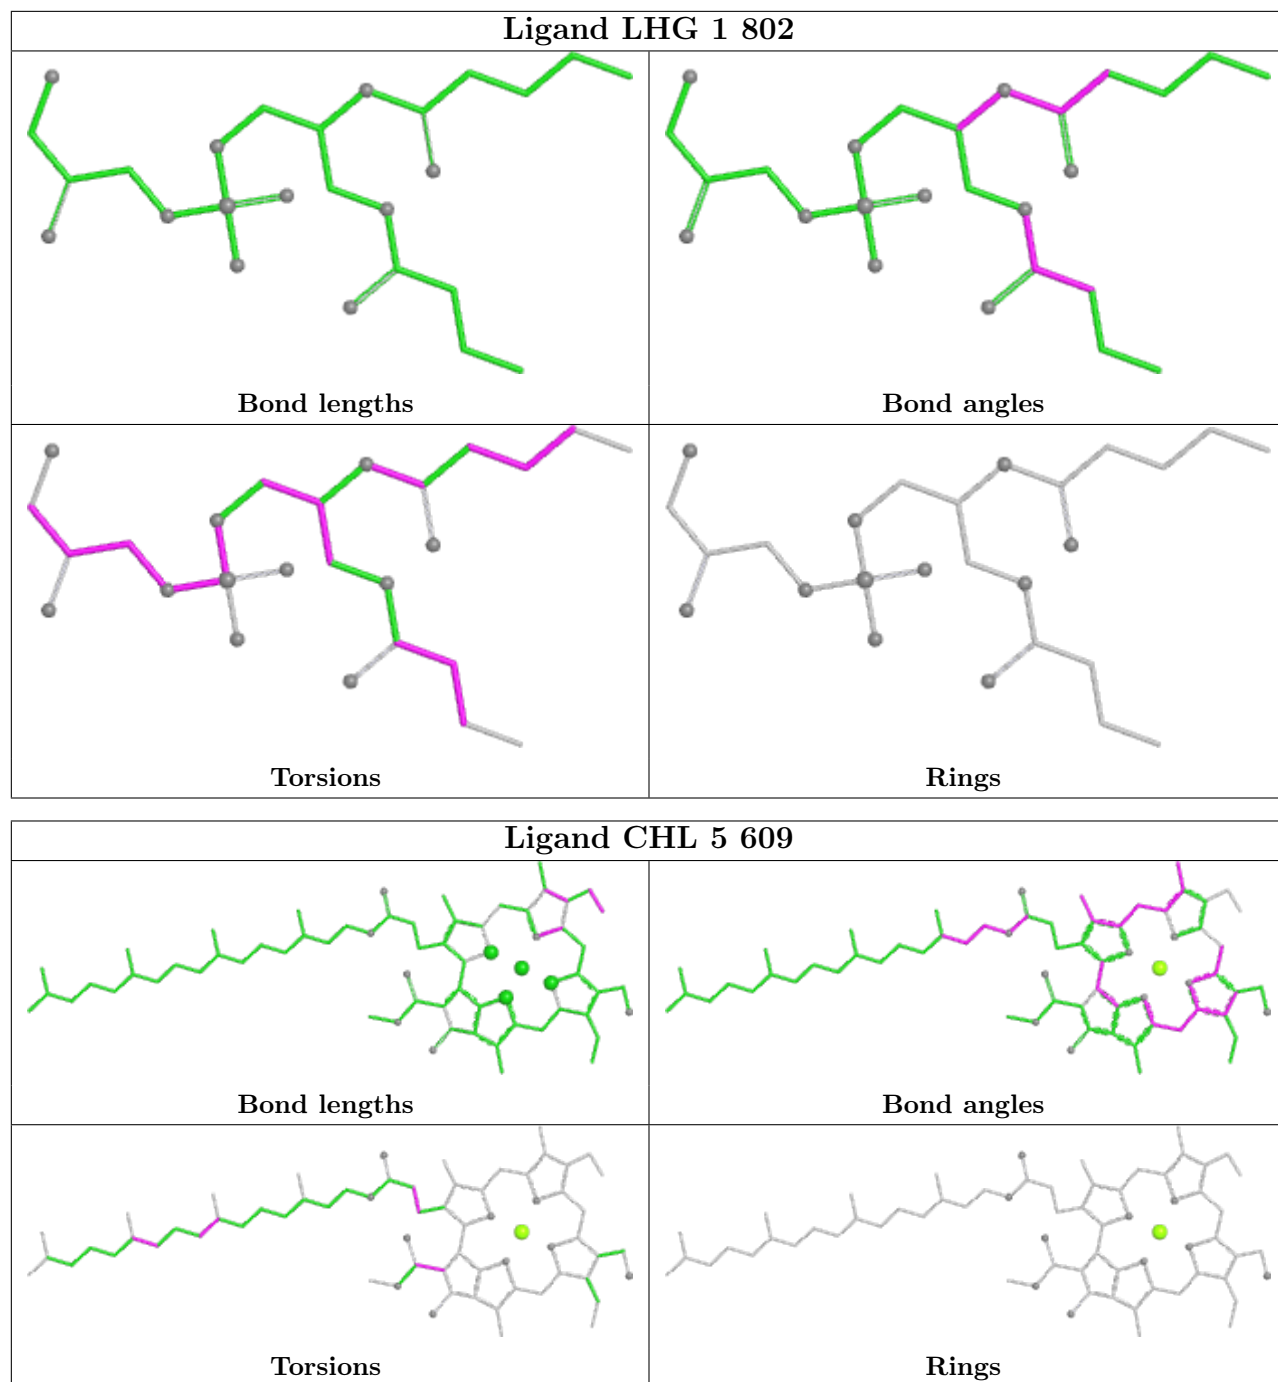 Ligand LHG 1 802
Bond lengths
Bond angles
Torsions
Rings
Ligand CHL 5 609
Bond lengths
Bond angles
Torsions
Rings